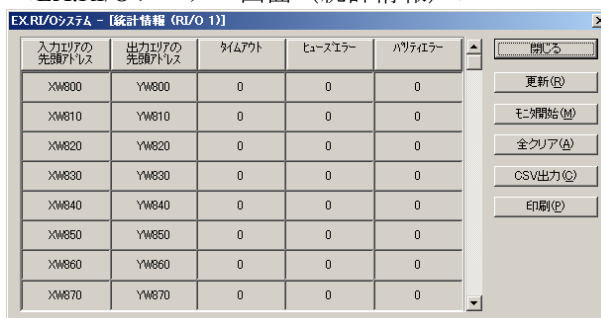 EX.RI/Oｼｽﾃﾑ - [統計情報 (RI/O 1)]
入力ｴﾘｱの先頭ｱﾄﾞﾚｽ 出力ｴﾘｱの先頭ｱﾄﾞﾚｽ ﾀｲﾑｱｳﾄ ﾋｭｰｽﾞｴﾗｰ ﾊﾟﾘﾃｨｴﾗｰ 閉じる
XW800 YW800 0 0 0 更新(R)
XW810 YW810 0 0 0 ﾓﾆﾀ開始(M)
XW820 YW820 0 0 0 全クリア(A)
XW830 YW830 0 0 0 CSV出力(C)
XW840 YW840 0 0 0 印刷(P)
XW850 YW850 0 0 0
XW860 YW860 0 0 0
XW870 YW870 0 0 0